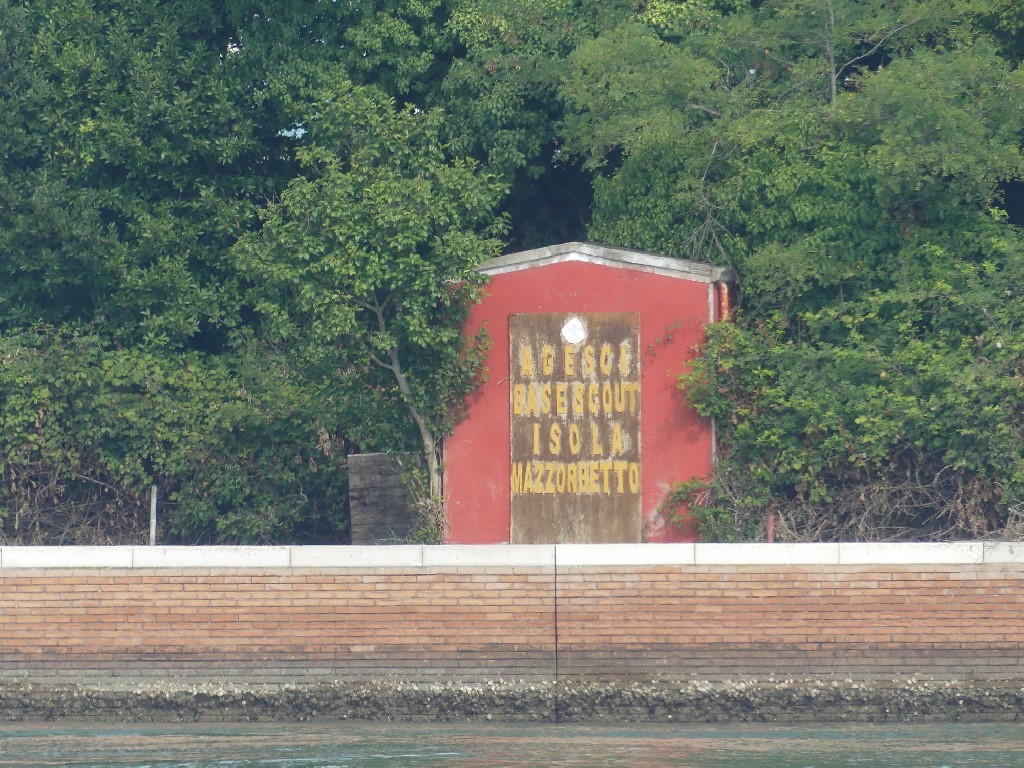 AGESCI
BASE SCOUT
ISOLA
MAZZORBETTO